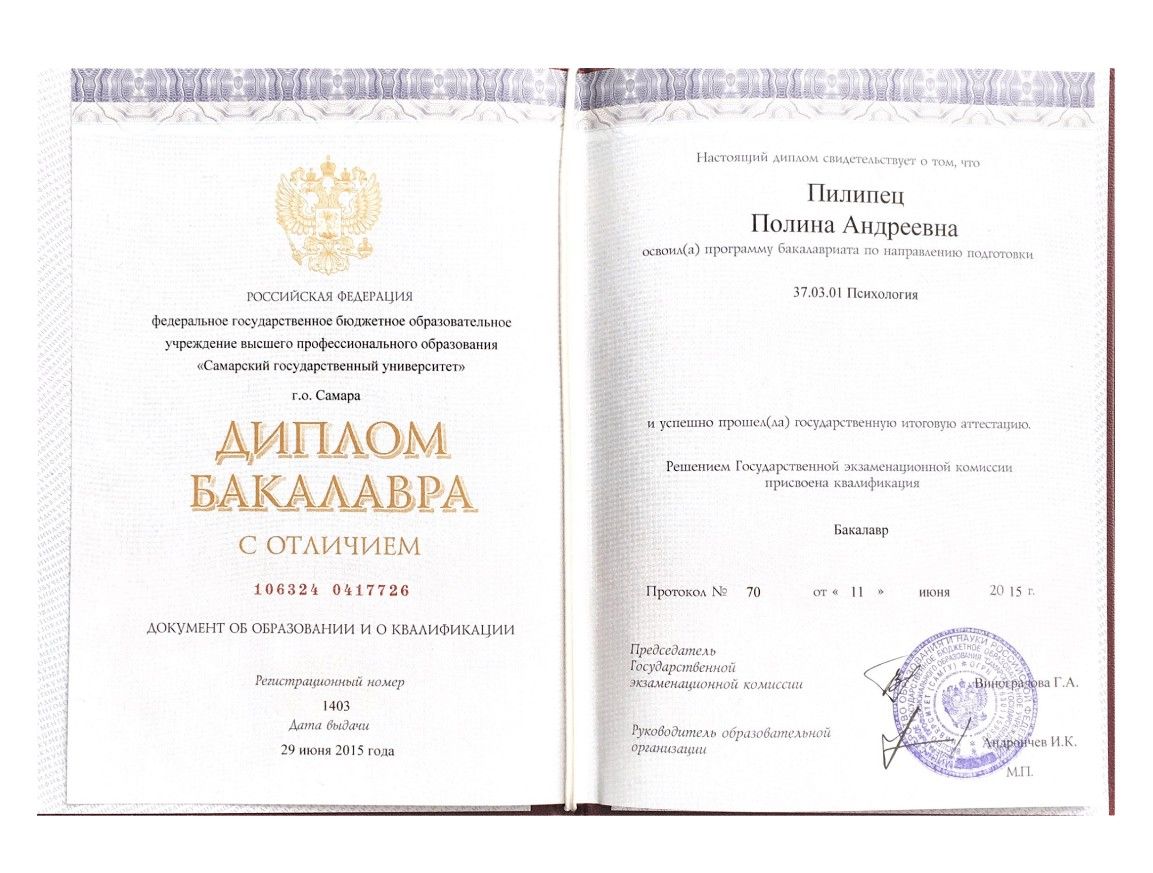 РОССИЙСКАЯ ФЕДЕРАЦИЯ
федеральное государственное бюджетное образовательное
учреждение высшего профессионального образования
«Самарский государственный университет»
г.о. Самара
ДИПЛОМ
БАКАЛАВРА
С ОТЛИЧИЕМ
106324 0417726
ДОКУМЕНТ ОБ ОБРАЗОВАНИИ И О КВАЛИФИКАЦИИ
Регистрационный номер
1403
Дата выдачи
29 июня 2015 года
Настоящий диплом свидетельствует о том, что
Пилипец
Полина Андреевна
освоил(а) программу бакалавриата по направлению подготовки
37.03.01 Психология
и успешно прошел(ла) государственную итоговую аттестацию.
Решением Государственной экзаменационной комиссии
присвоена квалификация
Бакалавр
Протокол № 70 от « 11 » июня 20 15 г.
Председатель
Государственной
экзаменационной комиссии
Виноградова Г.А.
Руководитель образовательной
организации
Андрончев И.К.
М.П.